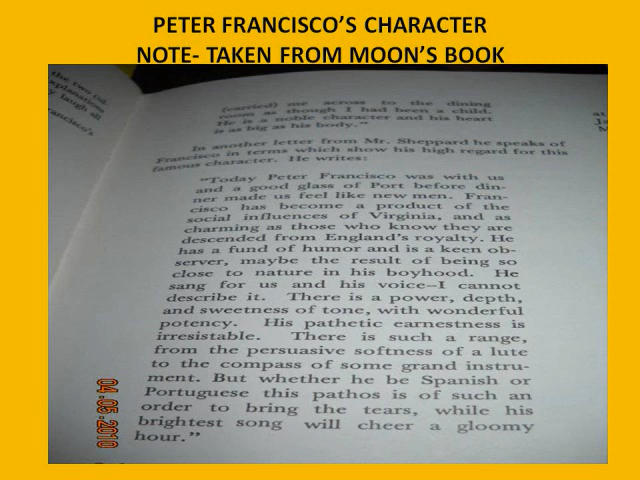 PETER FRANCISCO'S CHARACTER
NOTE- TAKEN FROM MOON'S BOOK
the two
explanations
laugh all
Francisco's
(carried) me across to the dining
room as though I had been a child.
He is a noble character and his heart
is as big as his body."
In another letter from Mr. Sheppard he speaks of
Francisco in terms which show his high regard for this
famous character. He writes:
"Today Peter Francisco was with us
and a good glass of Port before din-
ner made us feel like new men. Fran-
cisco has become a product of the
social influences of Virginia, and as
charming as those who know they are
descended from England's royalty. He
has a fund of humor and is a keen ob-
server, maybe the result of being so
close to nature in his boyhood. He
sang for us and his voice—I cannot
describe it. There is a power, depth,
and sweetness of tone, with wonderful
potency. His pathetic earnestness is
irresistable. There is such a range,
from the persuasive softness of a lute
to the compass of some grand instru-
ment. But whether he be Spanish or
Portuguese this pathos is of such an
order to bring the tears, while his
brightest song will cheer a gloomy
hour."
at
M
04.05.2010